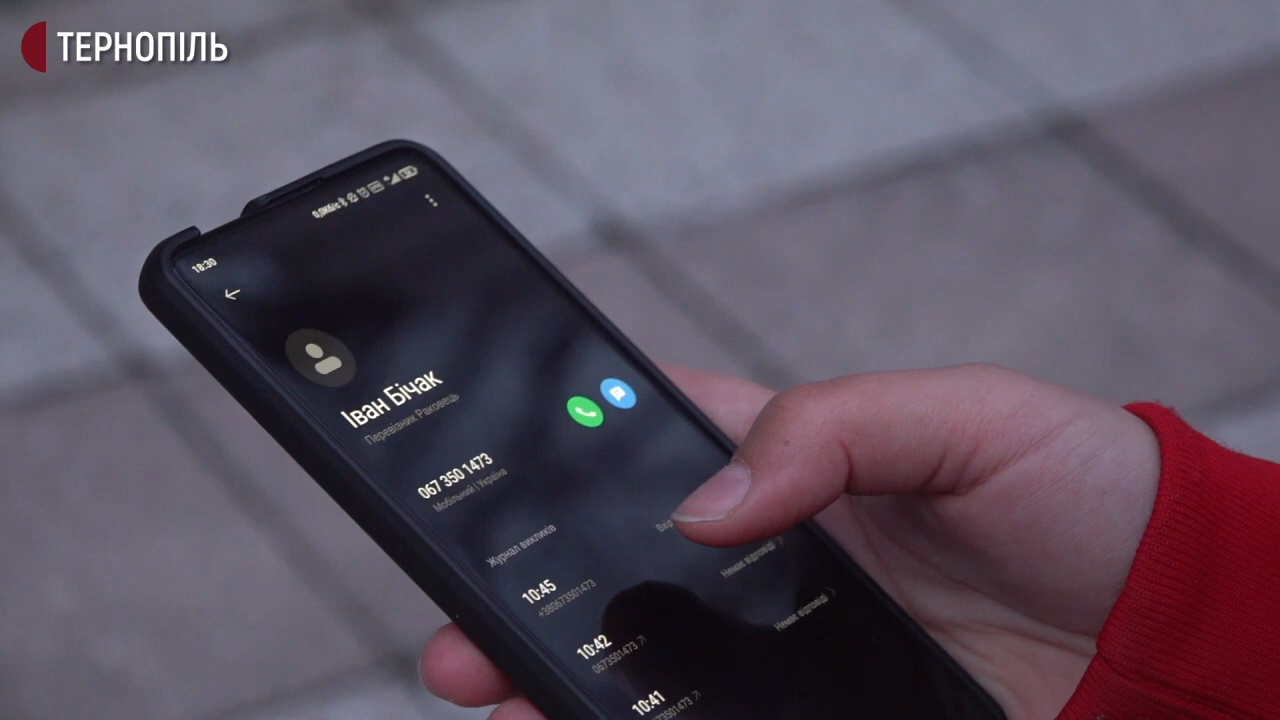 ТЕРНОПІЛЬ
18:30
Іван Бічак
Перевізник Раковець
067 350 1473
Мобільний | Україна
Журнал викликів
10:45
+380673501473
Немає відповіді
10:42
0673501473
Немає відповіді
10:41
0673501473